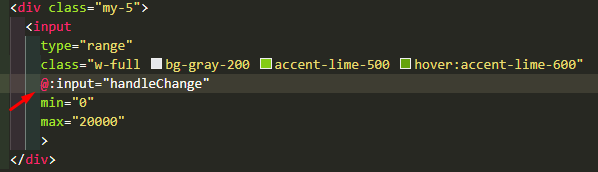 <div class="my-5">
<input
type="range"
class="w-full bg-gray-200 accent-lime-500 hover:accent-lime-600"
@:input="handleChange"
min="0"
max="20000"
>
</div>